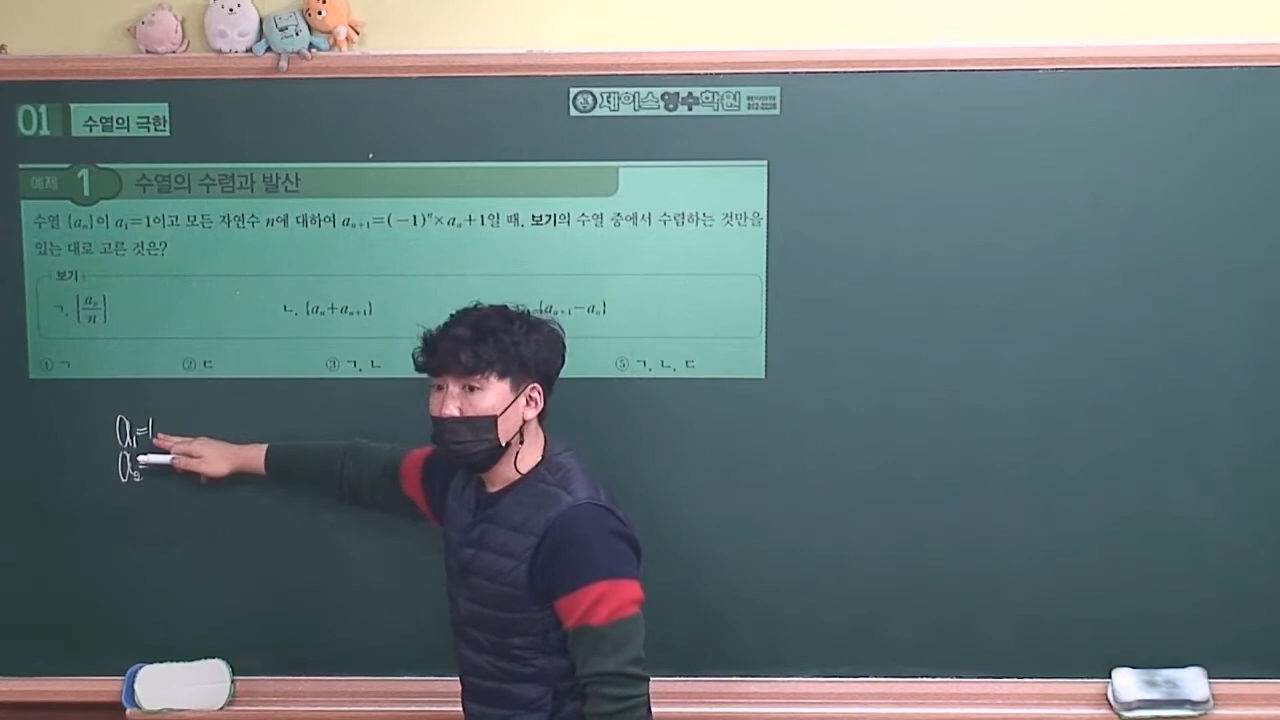 01 수열의 극한
제이스영수학원
예제 1 수열의 수렴과 발산
수열 {aₙ}이 a₁=1이고 모든 자연수 n에 대하여 aₙ₊₁=(-1)ⁿ×aₙ+1일 때, 보기의 수열 중에서 수렴하는 것만을
있는 대로 고른 것은?
보기
ㄱ. {aₙ/n} ㄴ. {aₙ+aₙ₊₁} {aₙ₊₁-aₙ}
① ㄱ ② ㄷ ③ ㄱ, ㄴ ⑤ ㄱ, ㄴ, ㄷ
a₁=1
a₂